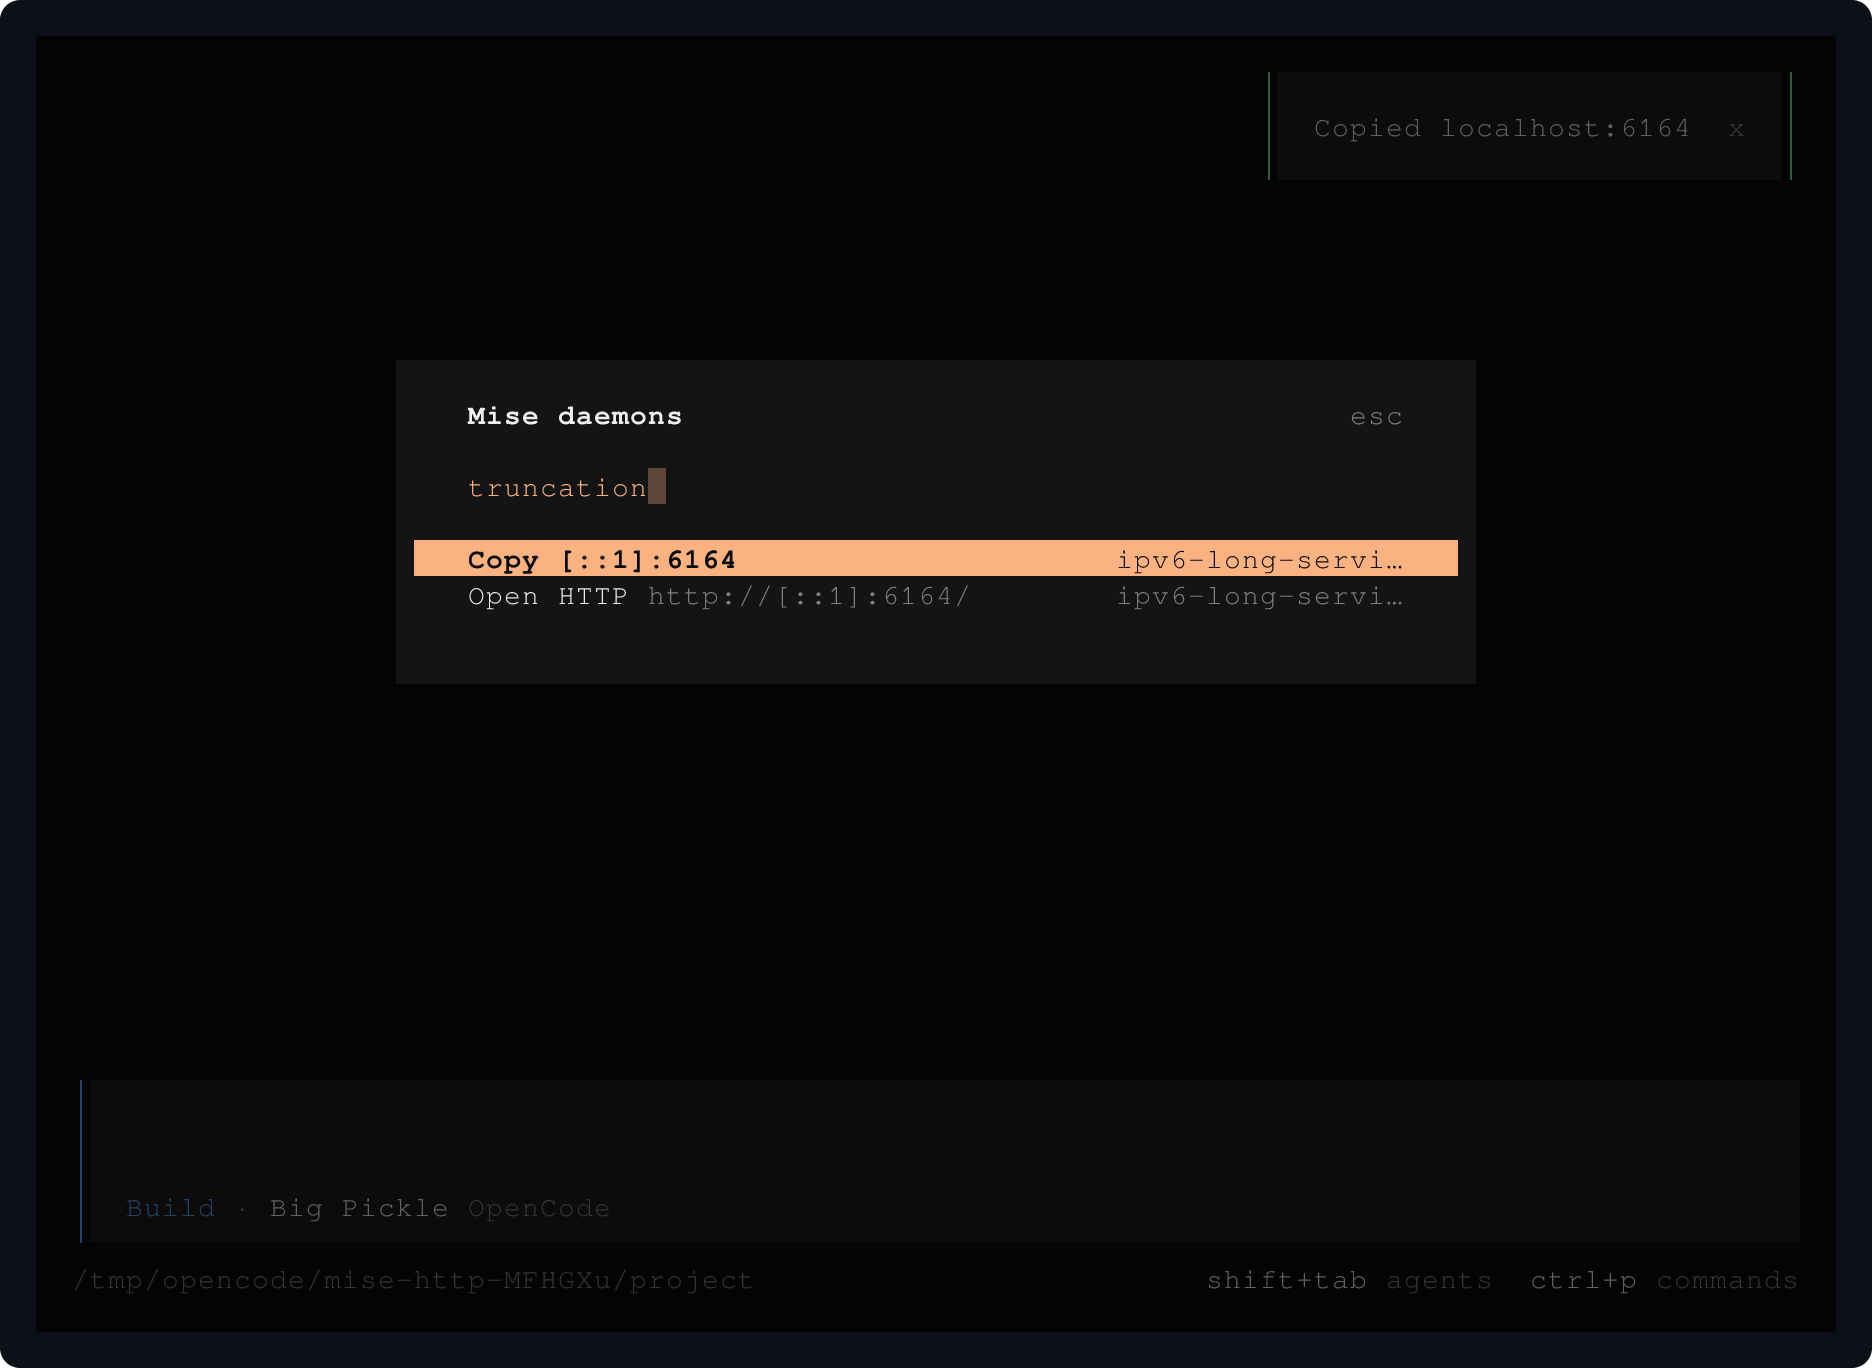 Copied localhost:6164 x
Mise daemons esc
truncation
Copy [::1]:6164 ipv6-long-servi…
Open HTTP http://[::1]:6164/ ipv6-long-servi…
Build · Big Pickle OpenCode
/tmp/opencode/mise-http-MFHGXu/project shift+tab agents ctrl+p commands